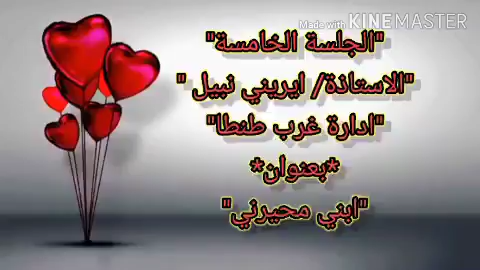 Made with KINEMASTER
"الجلسة الخامسة"
"الاستاذة/ ايريني نبيل "
"ادارة غرب طنطا"
*بعنوان*
"ابني محيرني"